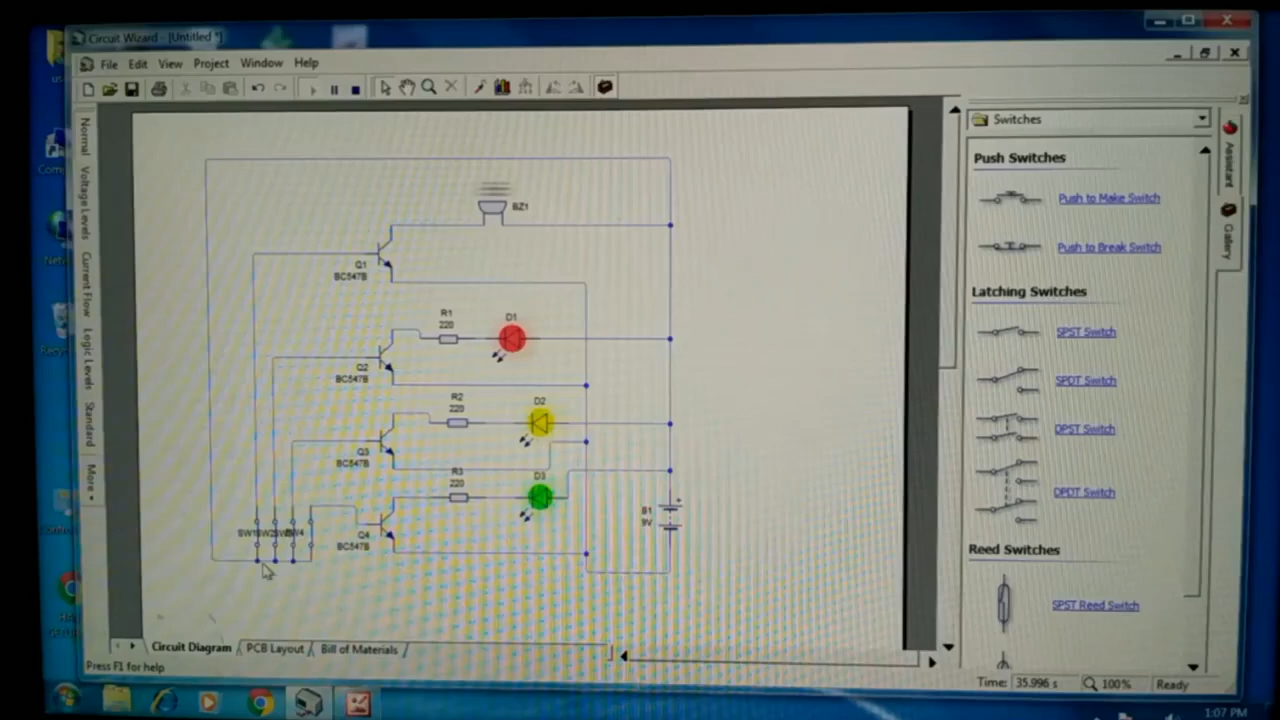 Circuit Wizard - [Untitled *]
File Edit View Project Window Help
Switches
Push Switches
Push to Make Switch
Push to Break Switch
Latching Switches
SPST Switch
SPDT Switch
DPST Switch
DPDT Switch
Reed Switches
SPST Reed Switch
Assistant
Gallery
Normal
Voltage Levels
Current Flow
Logic Levels
Standard
More
BZ1
Q1
BC547B
R1
220
D1
Q2
BC547B
R2
220
D2
Q3
BC547B
R3
220
D3
B1
9V
Q4
BC547B
Circuit Diagram
PCB Layout
Bill of Materials
Press F1 for help
Time: 35.996 s
100%
Ready
1:07 PM